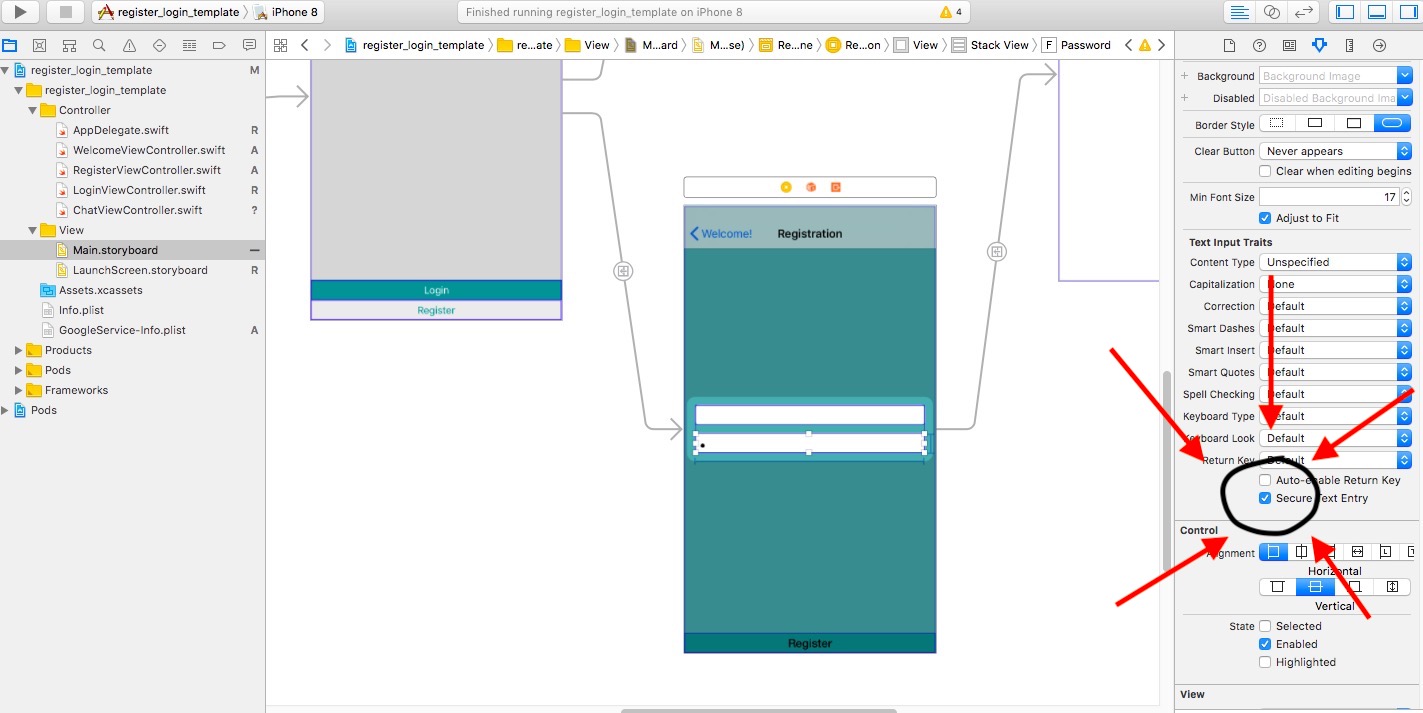 register_login_template
iPhone 8
Finished running register_login_template on iPhone 8
4
register_login_template
re...ate
View
M...ard
M...se)
Re...ne
Re...on
View
Stack View
F Password
register_login_template M
register_login_template
Controller
AppDelegate.swift R
WelcomeViewController.swift A
RegisterViewController.swift A
LoginViewController.swift R
ChatViewController.swift ?
View
Main.storyboard –
LaunchScreen.storyboard R
Assets.xcassets
Info.plist
GoogleService-Info.plist A
Products
Pods
Frameworks
Pods
Login
Register
Welcome! Registration
Register
+ Background Background Image
+ Disabled Disabled Background Ima
Border Style
Clear Button Never appears
Clear when editing begins
Min Font Size 17
Adjust to Fit
Text Input Traits
Content Type Unspecified
Capitalization None
Correction Default
Smart Dashes Default
Smart Insert Default
Smart Quotes Default
Spell Checking Default
Keyboard Type Default
Keyboard Look Default
Return Key Default
Auto-enable Return Key
Secure Text Entry
Control
Alignment
Horizontal
Vertical
State Selected
Enabled
Highlighted
View